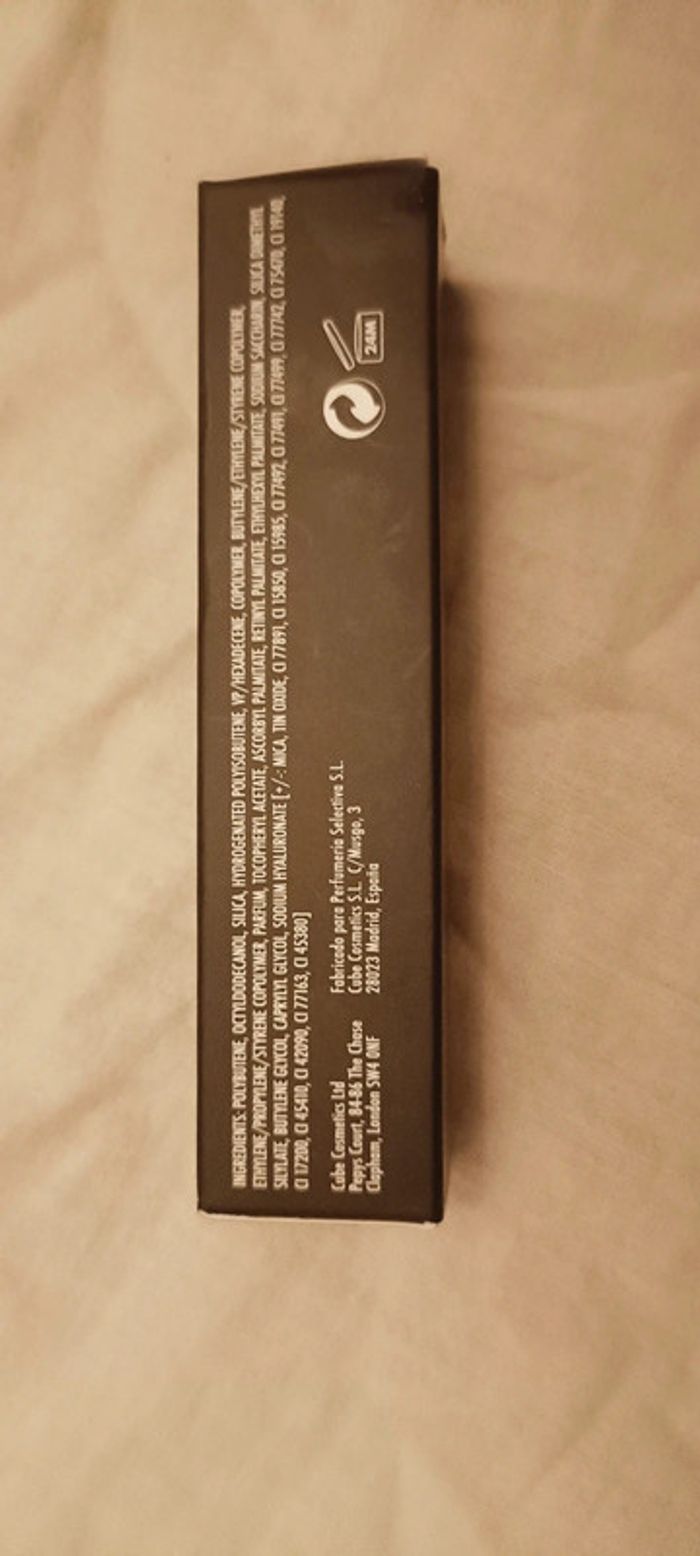 INGREDIENTS: POLYBUTENE, OCTYLDODECANOL, SILICA, HYDROGENATED POLYISOBUTENE, VP/HEXADECENE, COPOLYMER, BUTYLENE/ETHYLENE/STYRENE COPOLYMER,
ETHYLENE/PROPYLENE/STYRENE COPOLYMER, PARFUM, TOCOPHERYL ACETATE, ASCORBYL PALMITATE, RETINYL PALMITATE, ETHYLHEXYL PALMITATE, SODIUM SACCHARIN, SILICA DIMETHYL
SILYLATE, BUTYLENE GLYCOL, CAPRYLYL GLYCOL, SODIUM HYALURONATE [+/-: MICA, TIN OXIDE, CI 77891, CI 15850, CI 15985, CI 77492, CI 77491, CI 77499, CI 77742, CI 75470, CI 19140,
CI 17200, CI 45410, CI 42090, CI 77163, CI 45380]
Cube Cosmetics Ltd
Pepys Court, 84-86 The Chase
Clapham, London SW4 0NF
Fabricado para Perfumería Selectiva S.L.
Cube Cosmetics S.L. C/Musgo, 3
28023 Madrid, España
24M